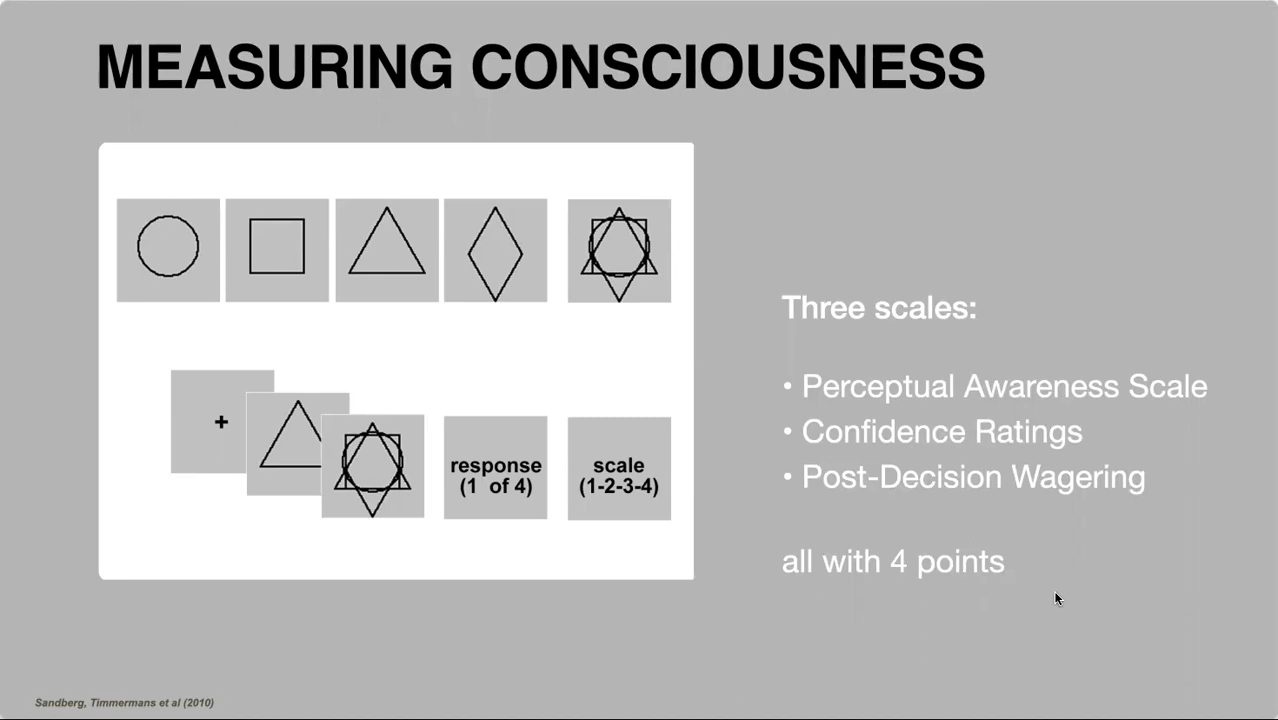 MEASURING CONSCIOUSNESS
+
response
(1 of 4)
scale
(1-2-3-4)
Three scales:
• Perceptual Awareness Scale
• Confidence Ratings
• Post-Decision Wagering
all with 4 points
Sandberg, Timmermans et al (2010)